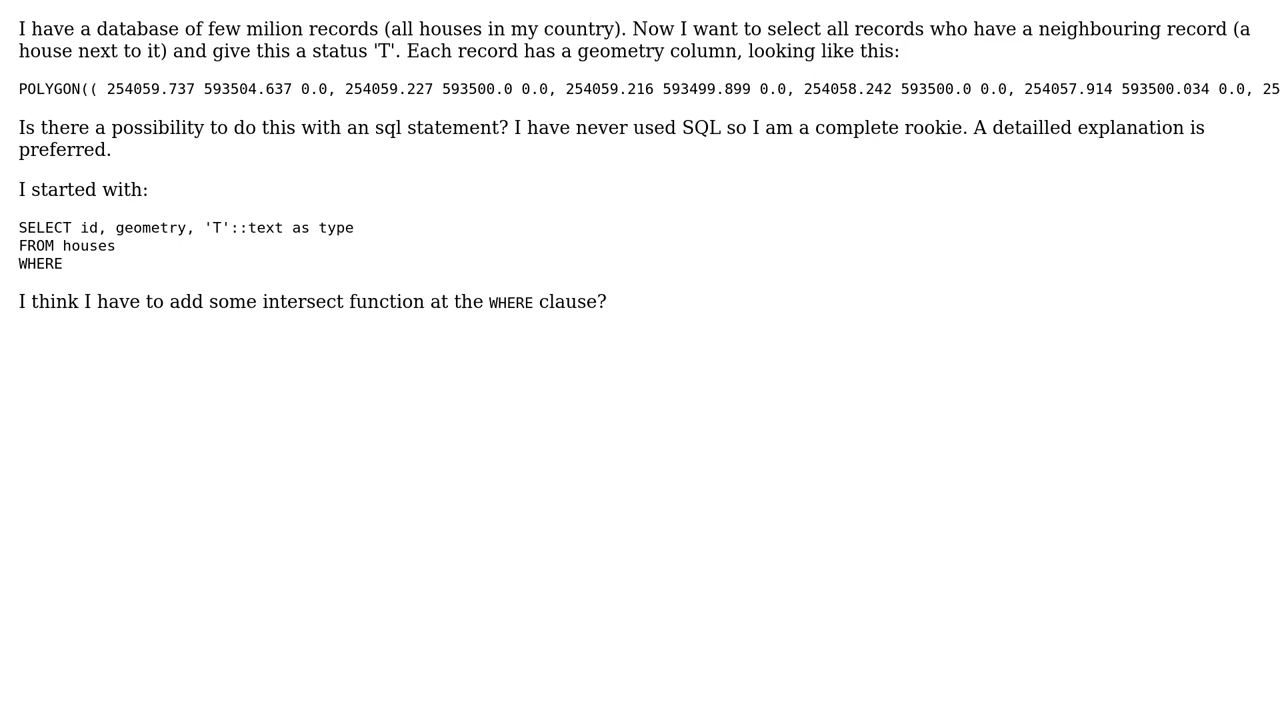 I have a database of few milion records (all houses in my country). Now I want to select all records who have a neighbouring record (a
house next to it) and give this a status 'T'. Each record has a geometry column, looking like this:
POLYGON(( 254059.737 593504.637 0.0, 254059.227 593500.0 0.0, 254059.216 593499.899 0.0, 254058.242 593500.0 0.0, 254057.914 593500.034 0.0, 25
Is there a possibility to do this with an sql statement? I have never used SQL so I am a complete rookie. A detailled explanation is
preferred.
I started with:
SELECT id, geometry, 'T'::text as type
FROM houses
WHERE
I think I have to add some intersect function at the WHERE clause?